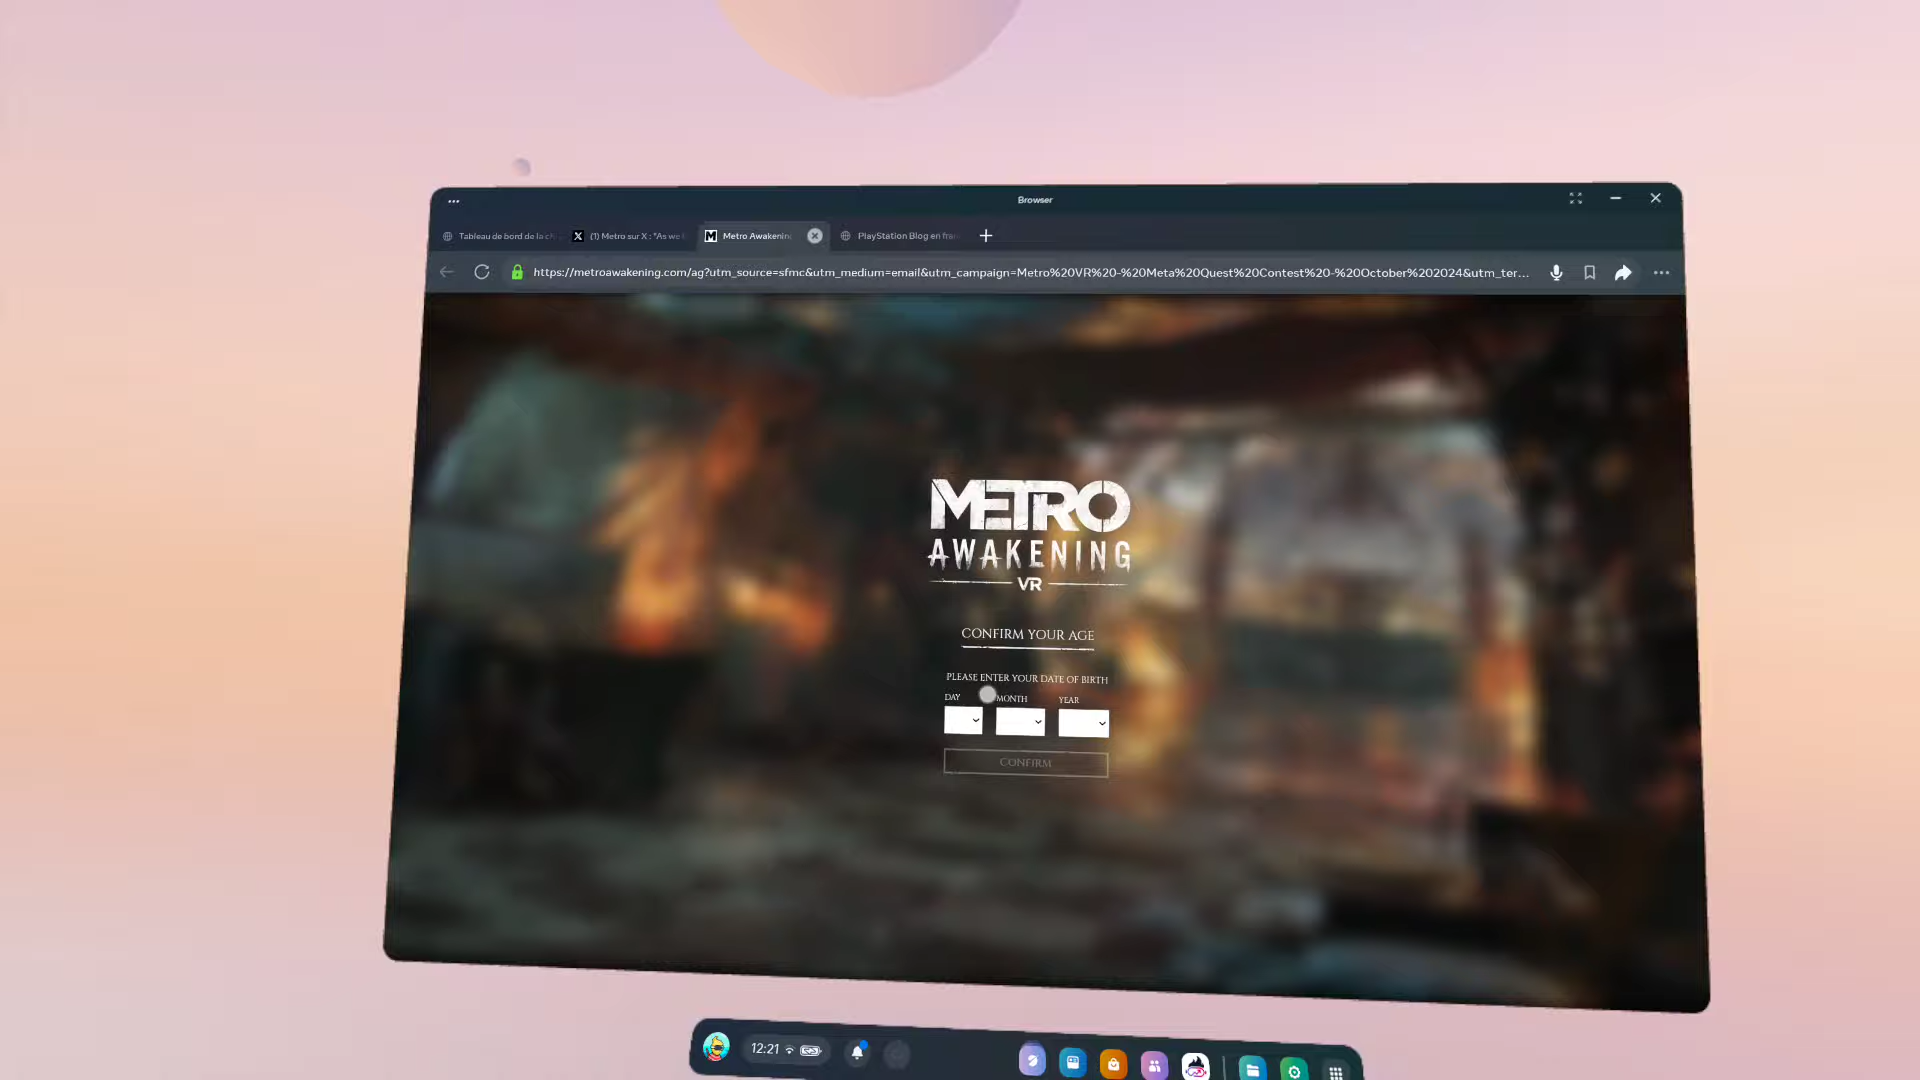 Browser
Tableau de bord de la ch
(1) Metro sur X : "As we
Metro Awakening
PlayStation Blog en fran
https://metroawakening.com/ag?utm_source=sfmc&utm_medium=email&utm_campaign=Metro%20VR%20-%20Meta%20Quest%20Contest%20-%20October%202024&utm_ter...
METRO
AWAKENING
VR
CONFIRM YOUR AGE
PLEASE ENTER YOUR DATE OF BIRTH
DAY
MONTH
YEAR
CONFIRM
12:21